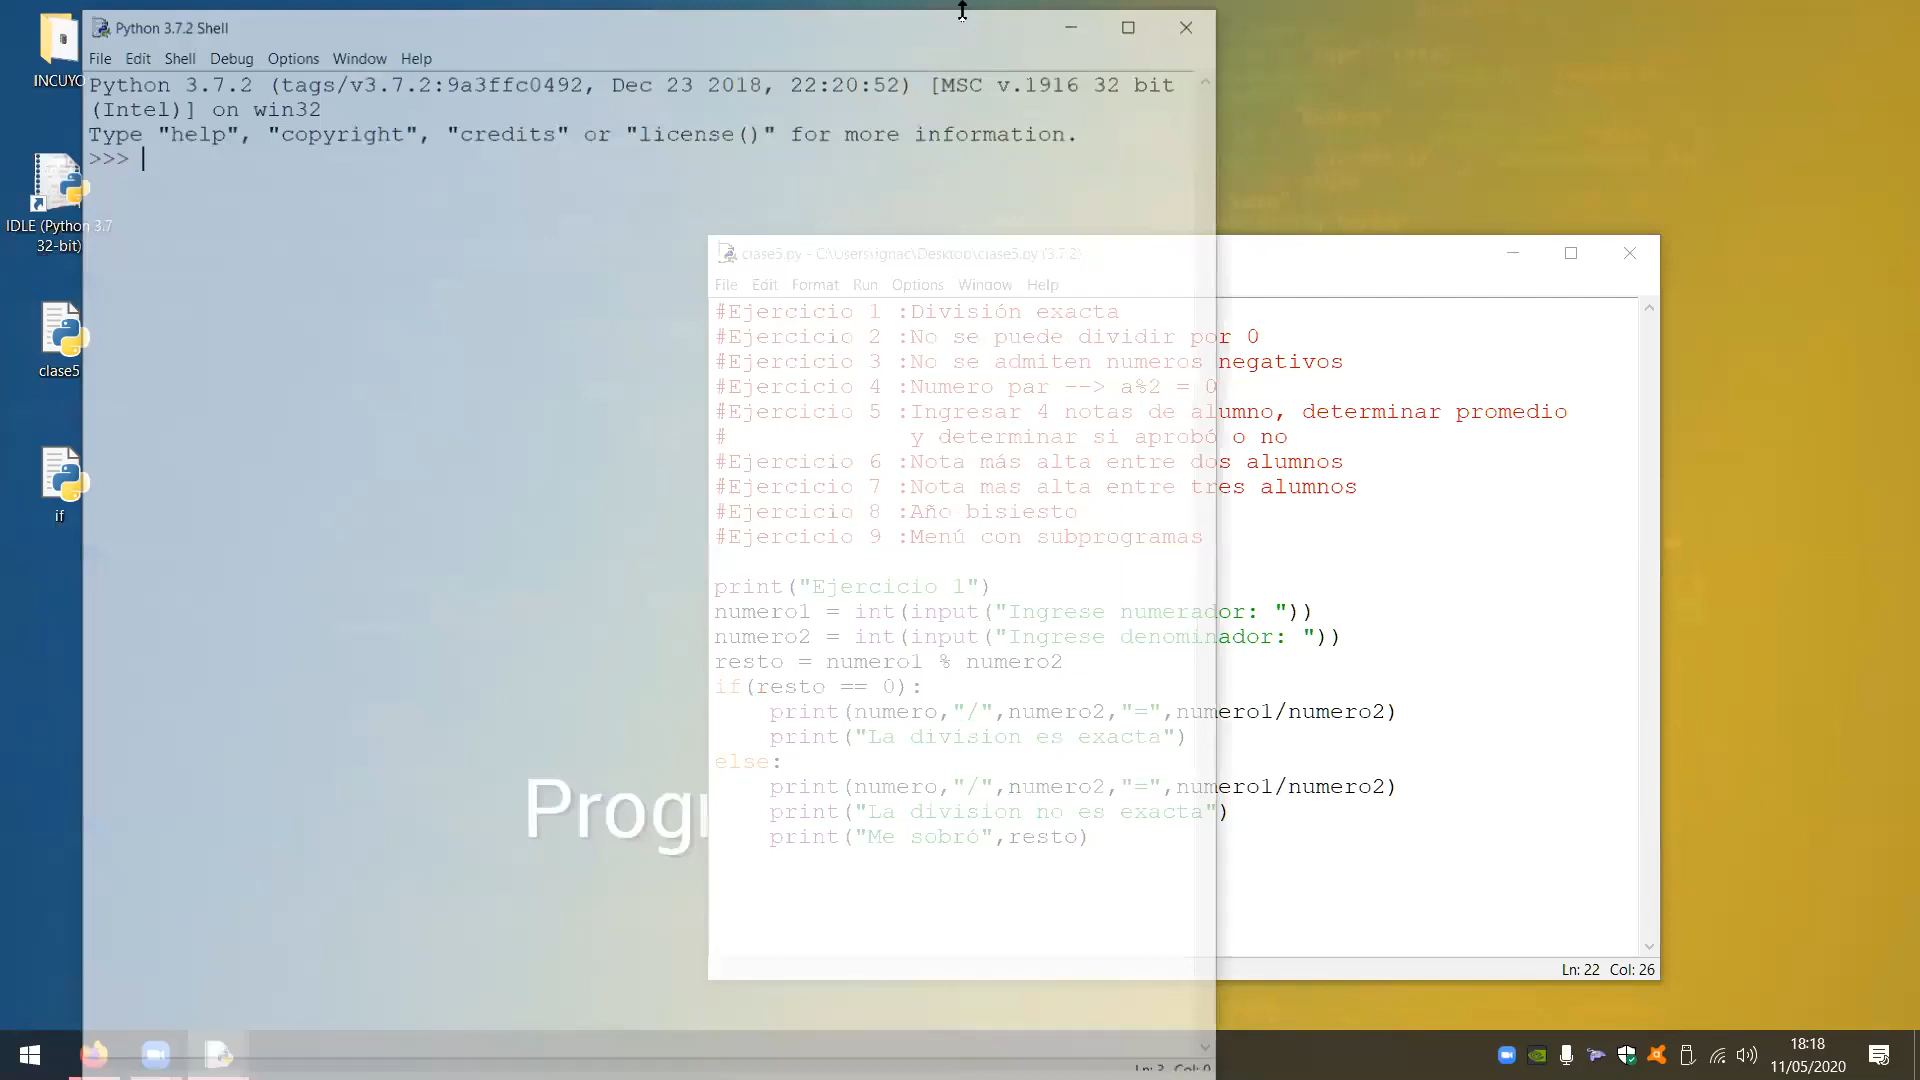 INCUYO
IDLE (Python 3.7
32-bit)
clase5
if
Python 3.7.2 Shell
File Edit Shell Debug Options Window Help
Python 3.7.2 (tags/v3.7.2:9a3ffc0492, Dec 23 2018, 22:20:52) [MSC v.1916 32 bit
(Intel)] on win32
Type "help", "copyright", "credits" or "license()" for more information.
>>>
clase5.py - C:\Users\ignac\Desktop\clase5.py (3.7.2)
File Edit Format Run Options Window Help
#Ejercicio 1 :División exacta
#Ejercicio 2 :No se puede dividir por 0
#Ejercicio 3 :No se admiten numeros negativos
#Ejercicio 4 :Numero par --> a%2 = 0
#Ejercicio 5 :Ingresar 4 notas de alumno, determinar promedio
# y determinar si aprobó o no
#Ejercicio 6 :Nota más alta entre dos alumnos
#Ejercicio 7 :Nota mas alta entre tres alumnos
#Ejercicio 8 :Año bisiesto
#Ejercicio 9 :Menú con subprogramas
print("Ejercicio 1")
numero1 = int(input("Ingrese numerador: "))
numero2 = int(input("Ingrese denominador: "))
resto = numero1 % numero2
if(resto == 0):
print(numero,"/",numero2,"=",numero1/numero2)
print("La division es exacta")
else:
print(numero,"/",numero2,"=",numero1/numero2)
print("La division no es exacta")
print("Me sobró",resto)
Ln: 22 Col: 26
Progr
Ln: 3 Col: 0
18:18
11/05/2020